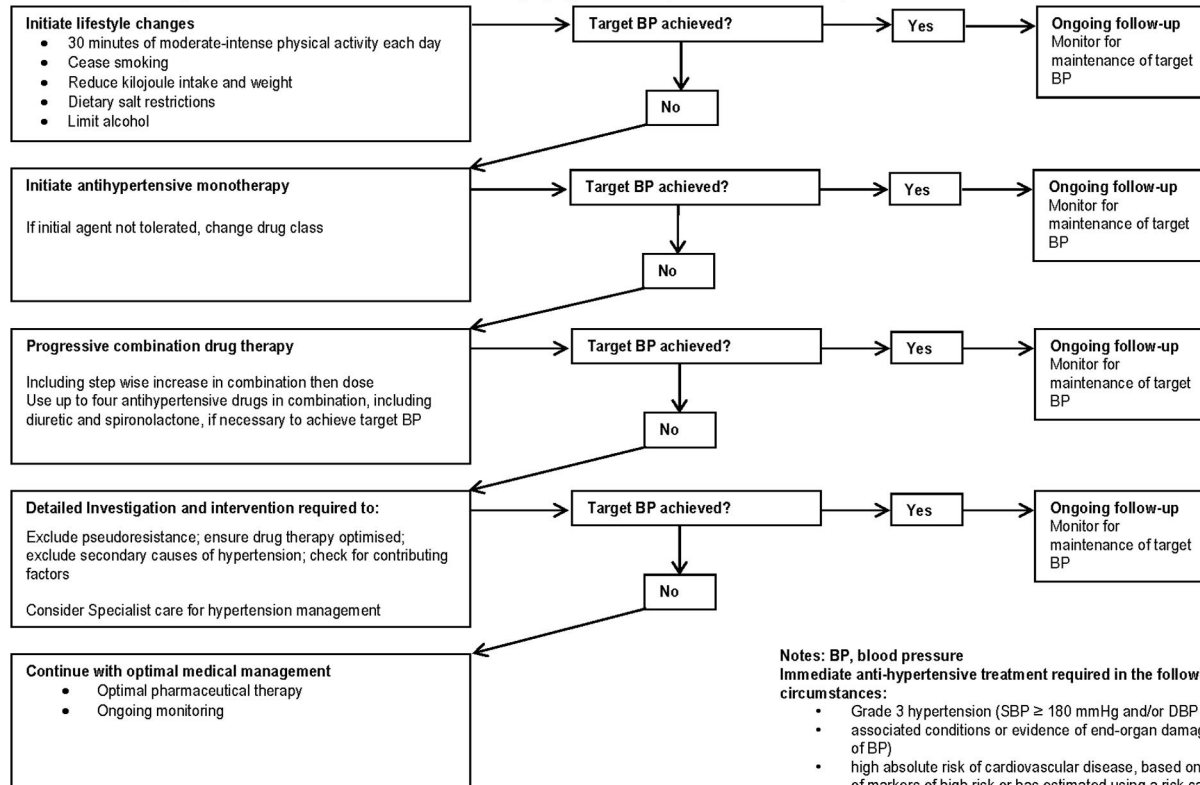 Initiate lifestyle changes
• 30 minutes of moderate-intense physical activity each day
• Cease smoking
• Reduce kilojoule intake and weight
• Dietary salt restrictions
• Limit alcohol
Target BP achieved?
Yes
Ongoing follow-up
Monitor for
maintenance of target
BP
No
Initiate antihypertensive monotherapy
If initial agent not tolerated, change drug class
Target BP achieved?
Yes
Ongoing follow-up
Monitor for
maintenance of target
BP
No
Progressive combination drug therapy
Including step wise increase in combination then dose
Use up to four antihypertensive drugs in combination, including
diuretic and spironolactone, if necessary to achieve target BP
Target BP achieved?
Yes
Ongoing follow-up
Monitor for
maintenance of target
BP
No
Detailed Investigation and intervention required to:
Exclude pseudoresistance; ensure drug therapy optimised;
exclude secondary causes of hypertension; check for contributing
factors
Consider Specialist care for hypertension management
Target BP achieved?
Yes
Ongoing follow-up
Monitor for
maintenance of target
BP
No
Continue with optimal medical management
• Optimal pharmaceutical therapy
• Ongoing monitoring
Notes: BP, blood pressure
Immediate anti-hypertensive treatment required in the
circumstances:
• Grade 3 hypertension (SBP ≥ 180 mmHg and/or DBP
• associated conditions or evidence of end-organ
of BP)
• high absolute risk of cardiovascular disease, based on
of markers of high risk or has estimated using a risk